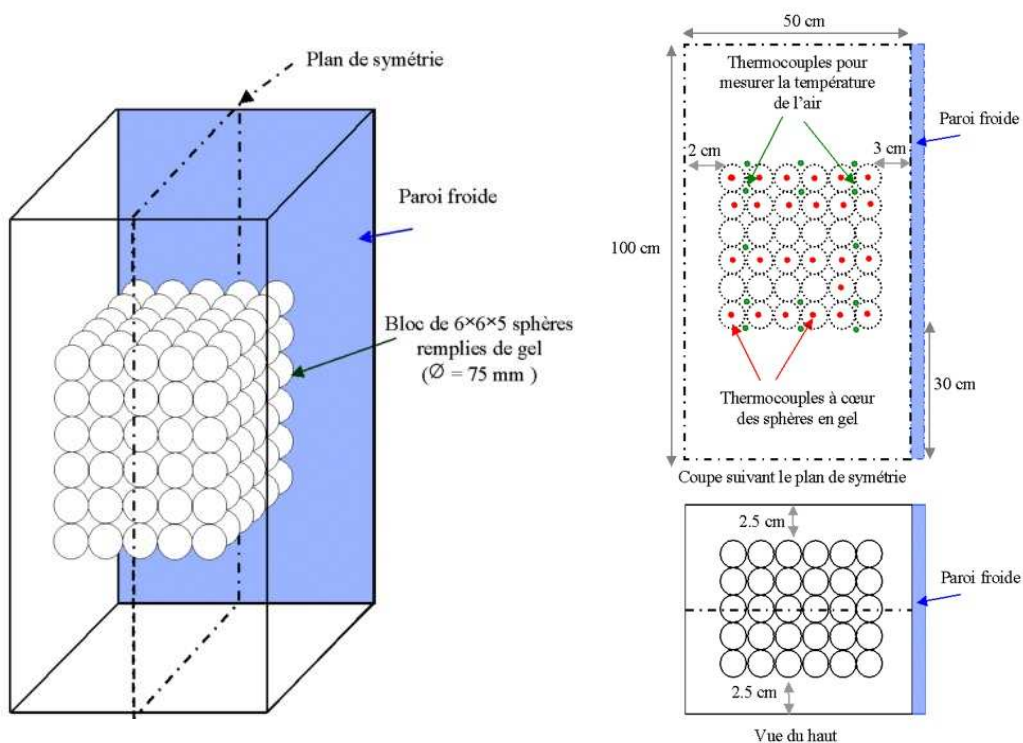 Plan de symétrie
Paroi froide
Bloc de 6×6×5 sphères
remplies de gel
(Ø = 75 mm )
50 cm
Thermocouples pour
mesurer la température
de l'air
Paroi froide
2 cm
3 cm
100 cm
Thermocouples à cœur
des sphères en gel
30 cm
Coupe suivant le plan de symétrie
2.5 cm
Paroi froide
2.5 cm
Vue du haut